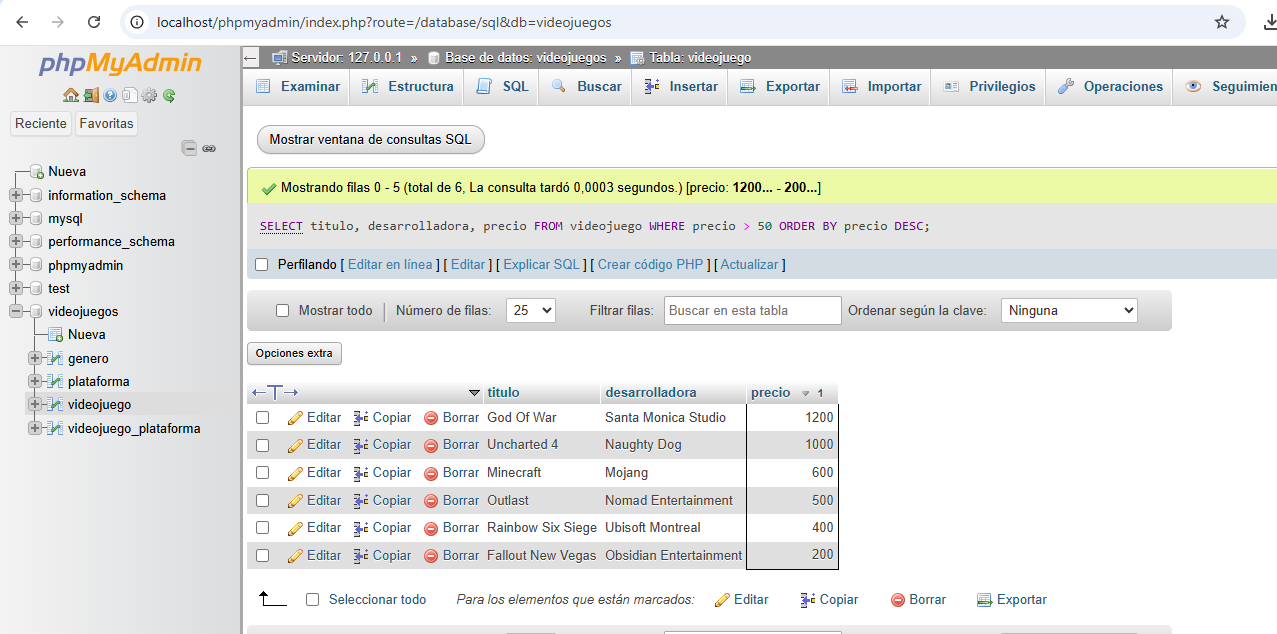 localhost/phpmyadmin/index.php?route=/database/sql&db=videojuegos
phpMyAdmin
Reciente Favoritas
Nueva
information_schema
mysql
performance_schema
phpmyadmin
test
videojuegos
Nueva
genero
plataforma
videojuego
videojuego_plataforma
Servidor: 127.0.0.1 » Base de datos: videojuegos » Tabla: videojuego
Examinar Estructura SQL Buscar Insertar Exportar Importar Privilegios Operaciones Seguimien
Mostrar ventana de consultas SQL
Mostrando filas 0 - 5 (total de 6, La consulta tardó 0,0003 segundos.) [precio: 1200... - 200...]
SELECT titulo, desarrolladora, precio FROM videojuego WHERE precio > 50 ORDER BY precio DESC;
Perfilando [ Editar en línea ] [ Editar ] [ Explicar SQL ] [ Crear código PHP ] [ Actualizar ]
Mostrar todo Número de filas: 25 Filtrar filas: Buscar en esta tabla Ordenar según la clave: Ninguna
Opciones extra
titulo desarrolladora precio 1
Editar Copiar Borrar God Of War Santa Monica Studio 1200
Editar Copiar Borrar Uncharted 4 Naughty Dog 1000
Editar Copiar Borrar Minecraft Mojang 600
Editar Copiar Borrar Outlast Nomad Entertainment 500
Editar Copiar Borrar Rainbow Six Siege Ubisoft Montreal 400
Editar Copiar Borrar Fallout New Vegas Obsidian Entertainment 200
Seleccionar todo Para los elementos que están marcados: Editar Copiar Borrar Exportar